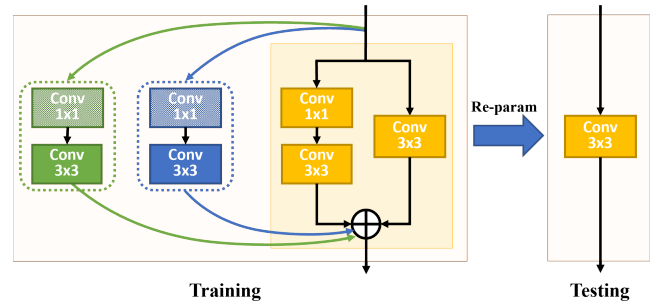 Conv
1x1
Conv
3x3
Conv
1x1
Conv
3x3
Conv
1x1
Conv
3x3
Conv
3x3
Re-param
Conv
3x3
Training
Testing